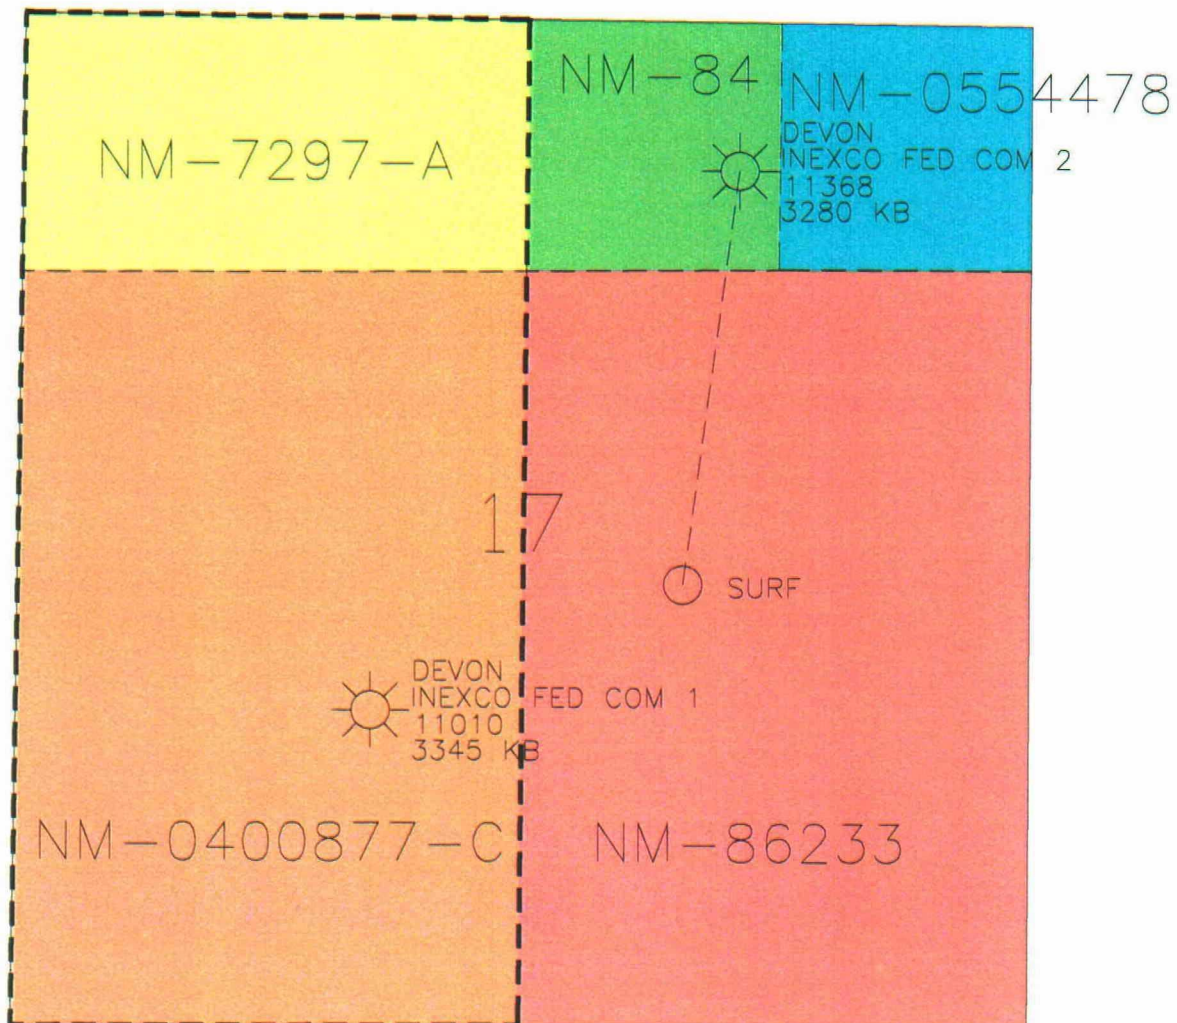 NM-84
NM-0554478
NM-7297-A
DEVON
INEXCO FED COM 2
11368
3280 KB
17
SURF
DEVON
INEXCO FED COM 1
11010
3345 KB
NM-0400877-C
NM-86233